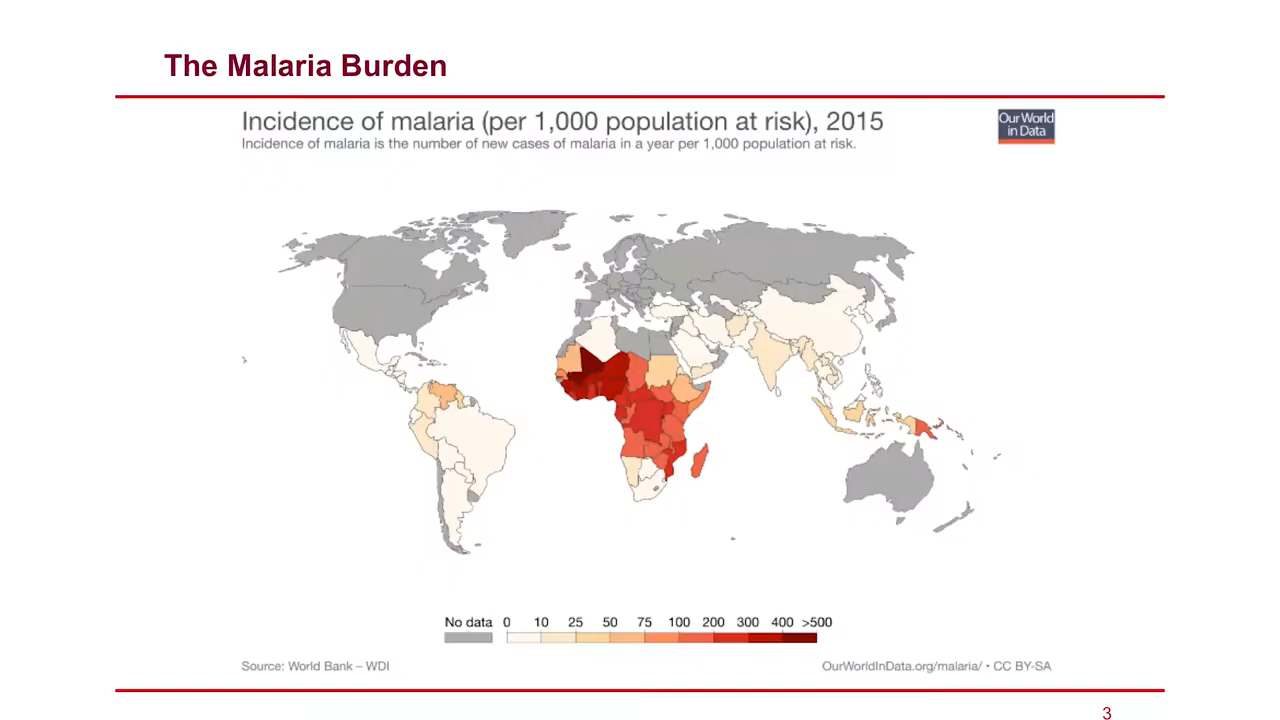 The Malaria Burden
Incidence of malaria (per 1,000 population at risk), 2015
Incidence of malaria is the number of new cases of malaria in a year per 1,000 population at risk.
Our World
in Data
No data 0 10 25 50 75 100 200 300 400 >500
Source: World Bank – WDI
OurWorldInData.org/malaria/ • CC BY-SA
3